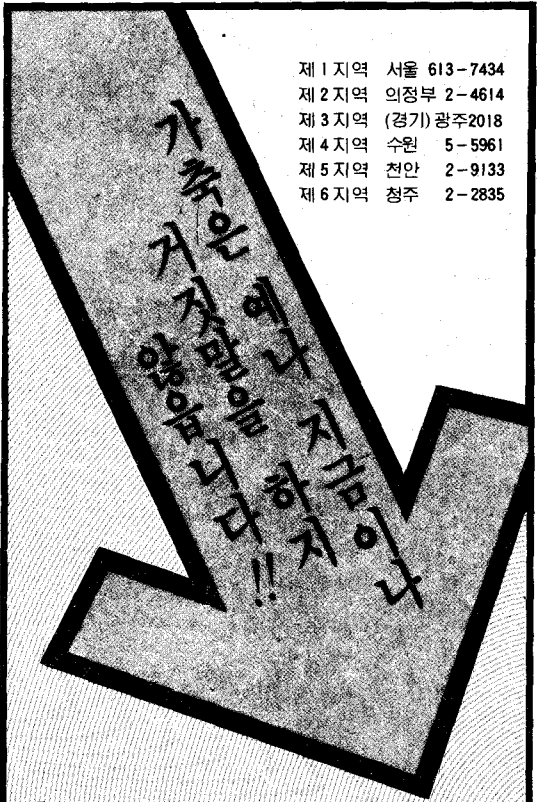 제1지역 서울 613-7434
제2지역 의정부 2-4614
제3지역 (경기)광주2018
제4지역 수원 5-5961
제5지역 천안 2-9133
제6지역 청주 2-2835
가축은 예나 지금이나
거짓말을 하지
않읍니다!!